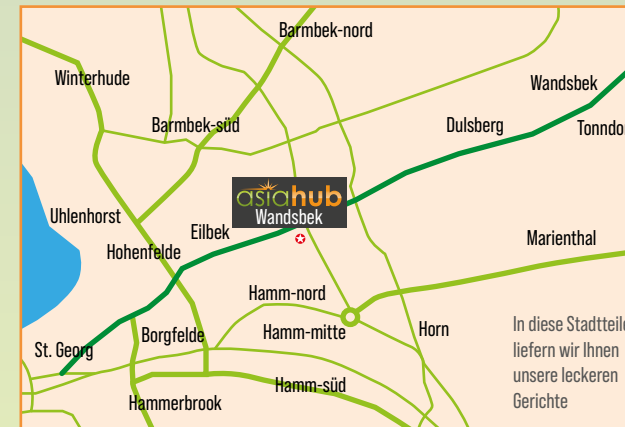 Barmbek-nord
Winterhude
Wandsbek
Barmbek-süd
Dulsberg
asiahub
Wandsbek
Uhlenhorst
Eilbek
Hohenfelde
Marienthal
Hamm-nord
Hamm-mitte
Horn
Borgfelde
St. Georg
Hamm-süd
Hammerbrook
In diese Stadtteile
liefern wir Ihnen
unsere leckeren
Gerichte